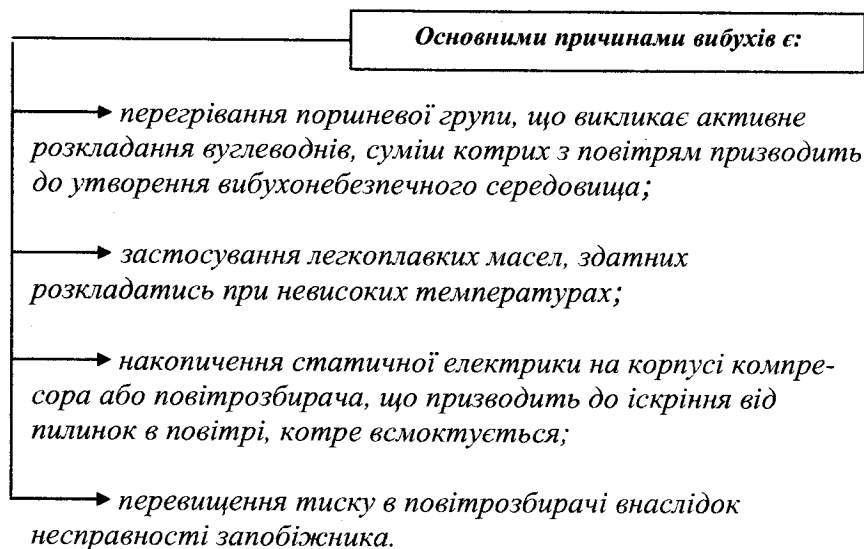 Основними причинами вибухів є:
перегрівання поршневої групи, що викликає активне
розкладання вуглеводнів, суміш котрих з повітрям призводить
до утворення вибухонебезпечного середовища;
застосування легкоплавких масел, здатних
розкладатись при невисоких температурах;
накопичення статичної електрики на корпусі компре-
сора або повітрозбирача, що призводить до іскріння від
пилинок в повітрі, котре всмоктується;
перевищення тиску в повітрозбирачі внаслідок
несправності запобіжника.